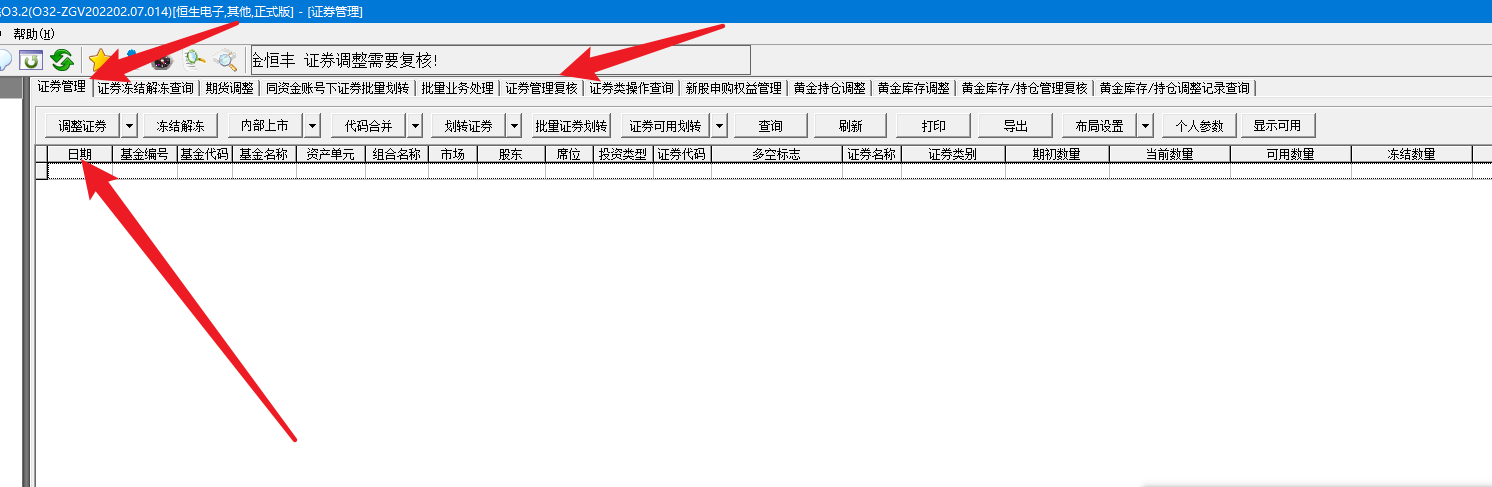 O3.2(O32-ZGV202202.07.014)[恒生电子,其他,正式版] - [证券管理]
帮助(H)
金恒丰 证券调整需要复核!
证券管理 证券冻结解冻查询 期货调整 同资金账号下证券批量划转 批量业务处理 证券管理复核 证券类操作查询 新股申购权益管理 黄金持仓调整 黄金库存调整 黄金库存/持仓管理复核 黄金库存/持仓调整记录查询
调整证券 冻结解冻 内部上市 代码合并 划转证券 批量证券划转 证券可用划转 查询 刷新 打印 导出 布局设置 个人参数 显示可用
日期 基金编号 基金代码 基金名称 资产单元 组合名称 市场 股东 席位 投资类型 证券代码 多空标志 证券名称 证券类别 期初数量 当前数量 可用数量 冻结数量